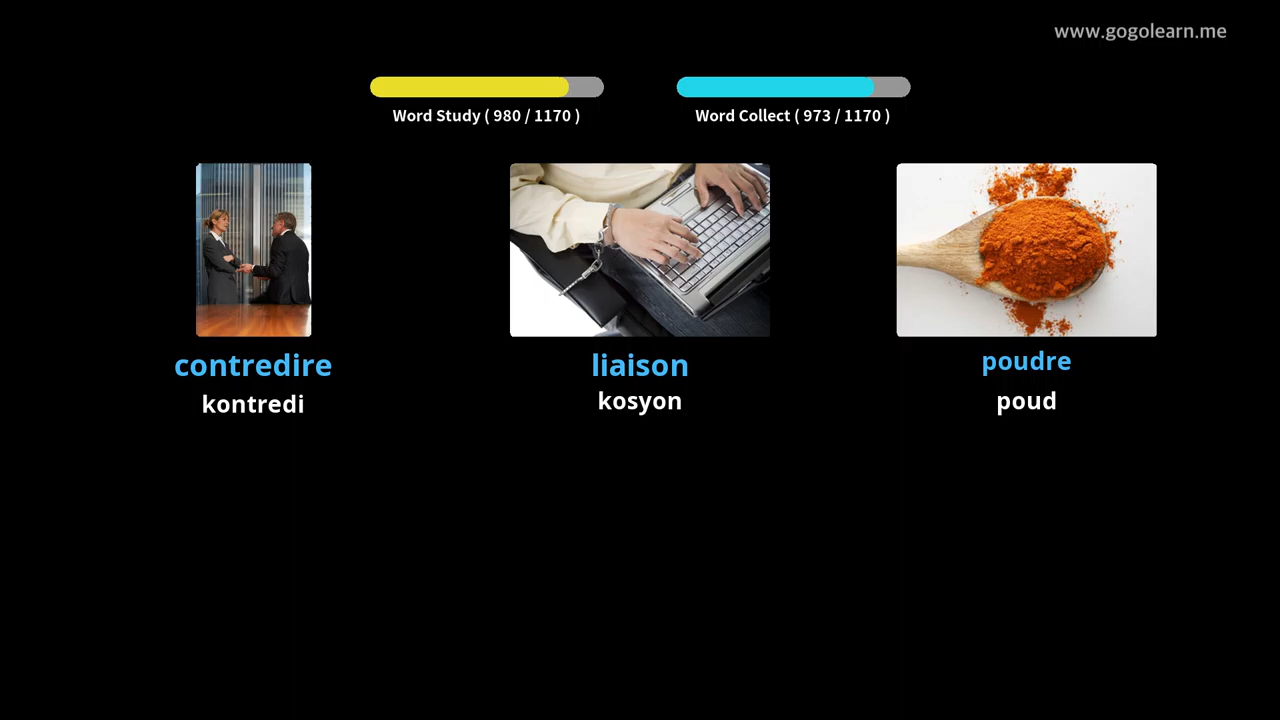 www.gogolearn.me
Word Study ( 980 / 1170 )
Word Collect ( 973 / 1170 )
contredire
kontredi
liaison
kosyon
poudre
poud